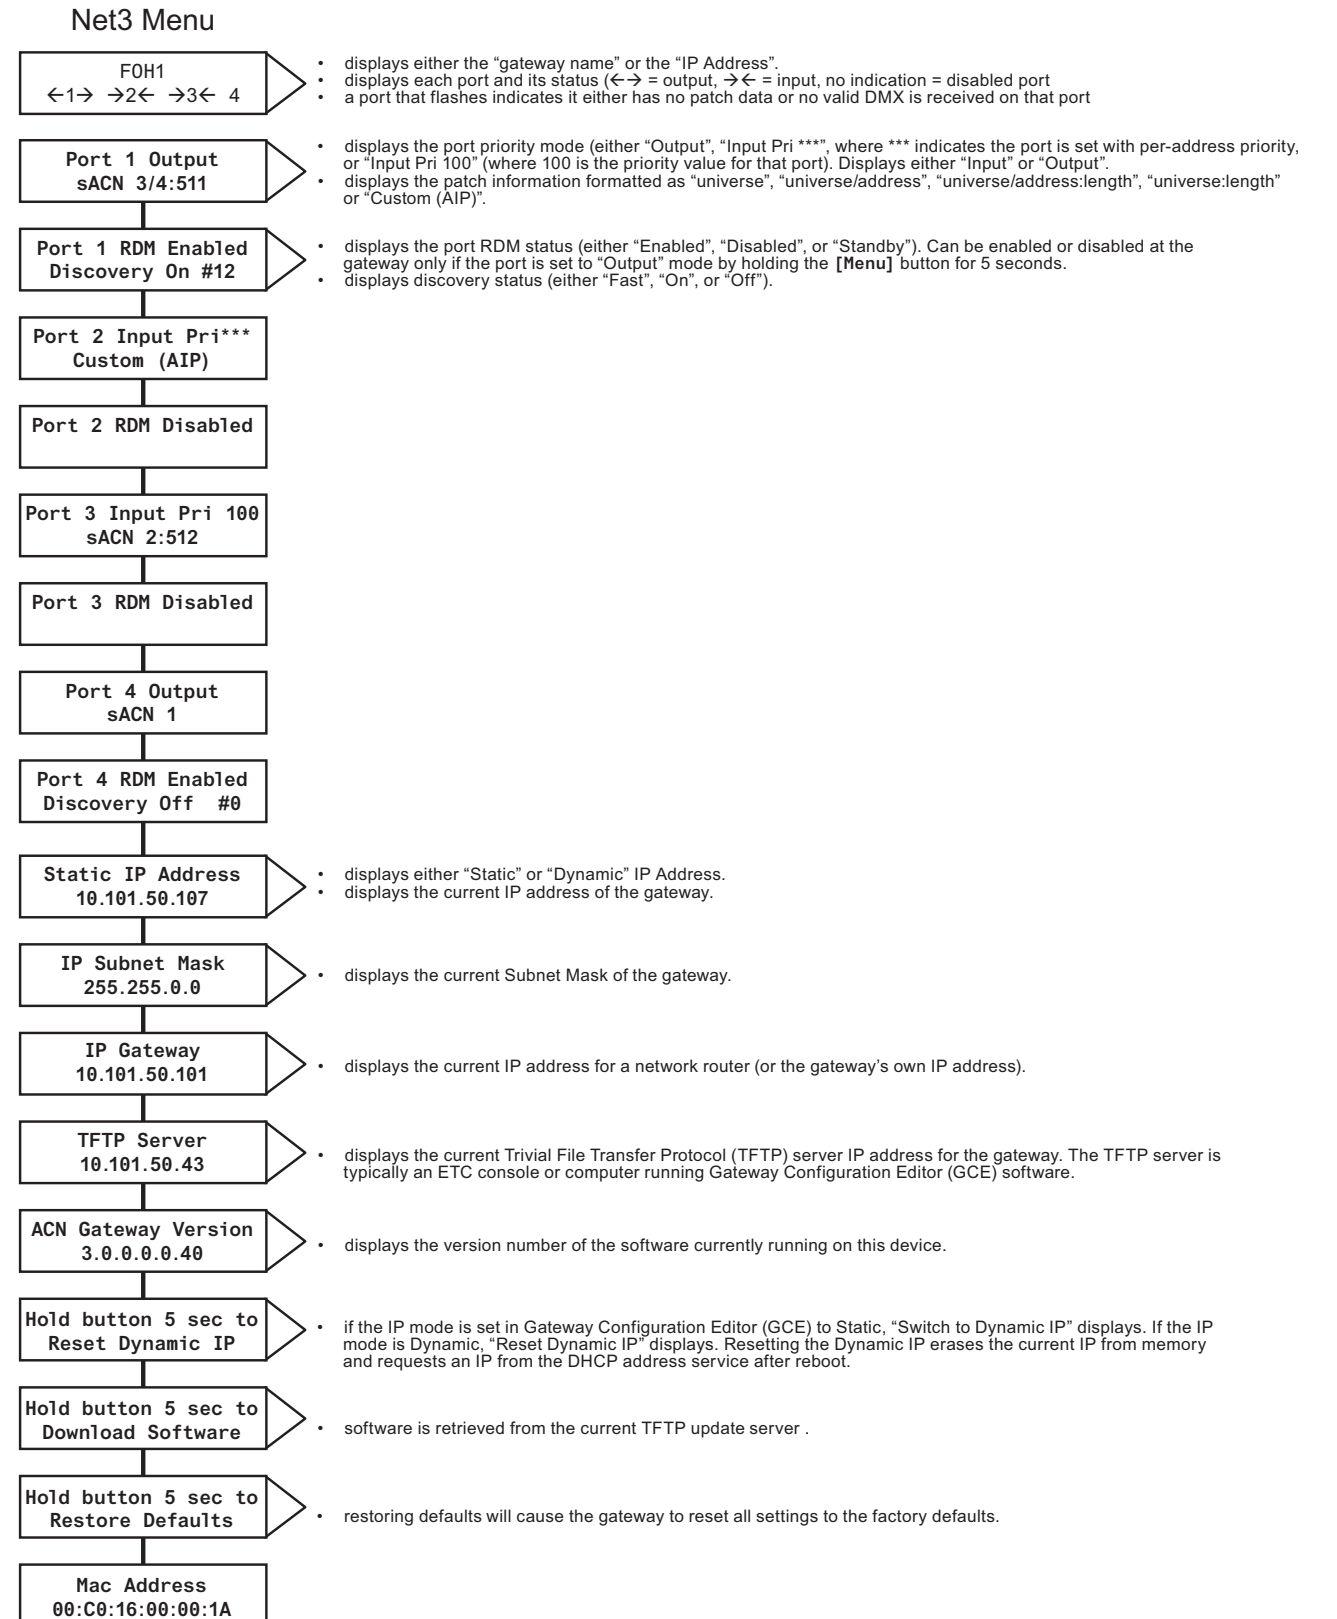 Net3 Menu
FOH1
←1→ →2← →3← 4
• displays either the “gateway name” or the “IP Address”.
• displays each port and its status (←→ = output, →← = input, no indication = disabled port
• a port that flashes indicates it either has no patch data or no valid DMX is received on that port
Port 1 Output
sACN 3/4:511
• displays the port priority mode (either “Output”, “Input Pri ***”, where *** indicates the port is set with per-address priority,
or “Input Pri 100” (where 100 is the priority value for that port). Displays either “Input” or “Output”.
• displays the patch information formatted as “universe”, “universe/address”, “universe/address:length”, “universe:length”
or “Custom (AIP)”.
Port 1 RDM Enabled
Discovery On #12
• displays the port RDM status (either “Enabled”, “Disabled”, or “Standby”). Can be enabled or disabled at the
gateway only if the port is set to “Output” mode by holding the [Menu] button for 5 seconds.
• displays discovery status (either “Fast”, “On”, or “Off”).
Port 2 Input Pri***
Custom (AIP)
Port 2 RDM Disabled
Port 3 Input Pri 100
sACN 2:512
Port 3 RDM Disabled
Port 4 Output
sACN 1
Port 4 RDM Enabled
Discovery Off #0
Static IP Address
10.101.50.107
• displays either “Static” or “Dynamic” IP Address.
• displays the current IP address of the gateway.
IP Subnet Mask
255.255.0.0
• displays the current Subnet Mask of the gateway.
IP Gateway
10.101.50.101
• displays the current IP address for a network router (or the gateway’s own IP address).
TFTP Server
10.101.50.43
• displays the current Trivial File Transfer Protocol (TFTP) server IP address for the gateway. The TFTP server is
typically an ETC console or computer running Gateway Configuration Editor (GCE) software.
ACN Gateway Version
3.0.0.0.0.40
• displays the version number of the software currently running on this device.
Hold button 5 sec to
Reset Dynamic IP
• if the IP mode is set in Gateway Configuration Editor (GCE) to Static, “Switch to Dynamic IP” displays. If the IP
mode is Dynamic, “Reset Dynamic IP” displays. Resetting the Dynamic IP erases the current IP from memory
and requests an IP from the DHCP address service after reboot.
Hold button 5 sec to
Download Software
• software is retrieved from the current TFTP update server .
Hold button 5 sec to
Restore Defaults
• restoring defaults will cause the gateway to reset all settings to the factory defaults.
Mac Address
00:C0:16:00:00:1A